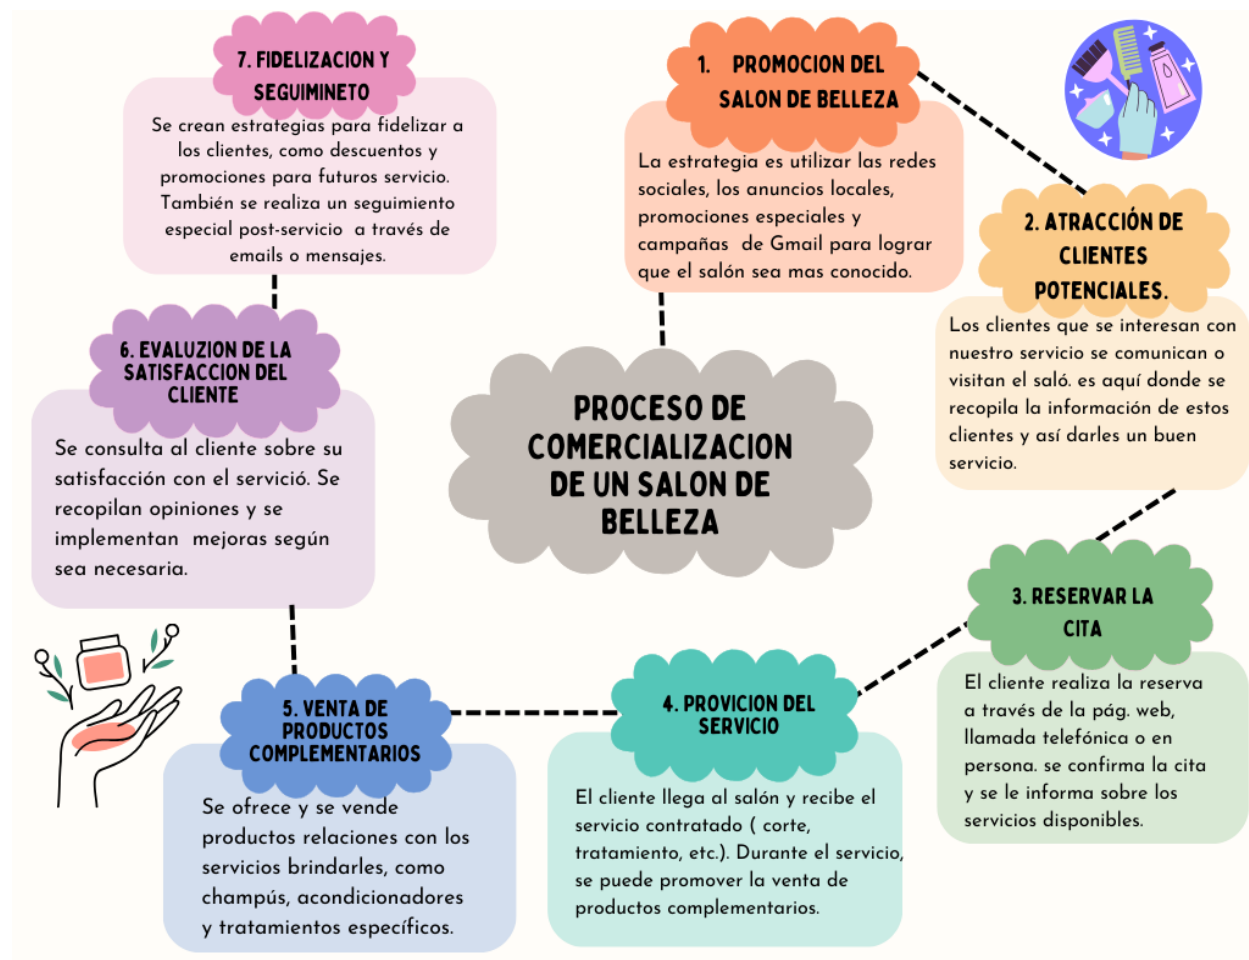 PROCESO DE
COMERCIALIZACION
DE UN SALON DE
BELLEZA
1. PROMOCION DEL
SALON DE BELLEZA
La estrategia es utilizar las redes
sociales, los anuncios locales,
promociones especiales y
campañas de Gmail para lograr
que el salón sea mas conocido.
2. ATRACCIÓN DE
CLIENTES
POTENCIALES.
Los clientes que se interesan con
nuestro servicio se comunican o
visitan el saló. es aquí donde se
recopila la información de estos
clientes y así darles un buen
servicio.
3. RESERVAR LA
CITA
El cliente realiza la reserva
a través de la pág. web,
llamada telefónica o en
persona. se confirma la cita
y se le informa sobre los
servicios disponibles.
4. PROVICION DEL
SERVICIO
El cliente llega al salón y recibe el
servicio contratado ( corte,
tratamiento, etc.). Durante el servicio,
se puede promover la venta de
productos complementarios.
5. VENTA DE
PRODUCTOS
COMPLEMENTARIOS
Se ofrece y se vende
productos relaciones con los
servicios brindarles, como
champús, acondicionadores
y tratamientos específicos.
6. EVALUZION DE LA
SATISFACCION DEL
CLIENTE
Se consulta al cliente sobre su
satisfacción con el servició. Se
recopilan opiniones y se
implementan mejoras según
sea necesaria.
7. FIDELIZACION Y
SEGUIMINETO
Se crean estrategias para fidelizar a
los clientes, como descuentos y
promociones para futuros servicio.
También se realiza un seguimiento
especial post-servicio a través de
emails o mensajes.